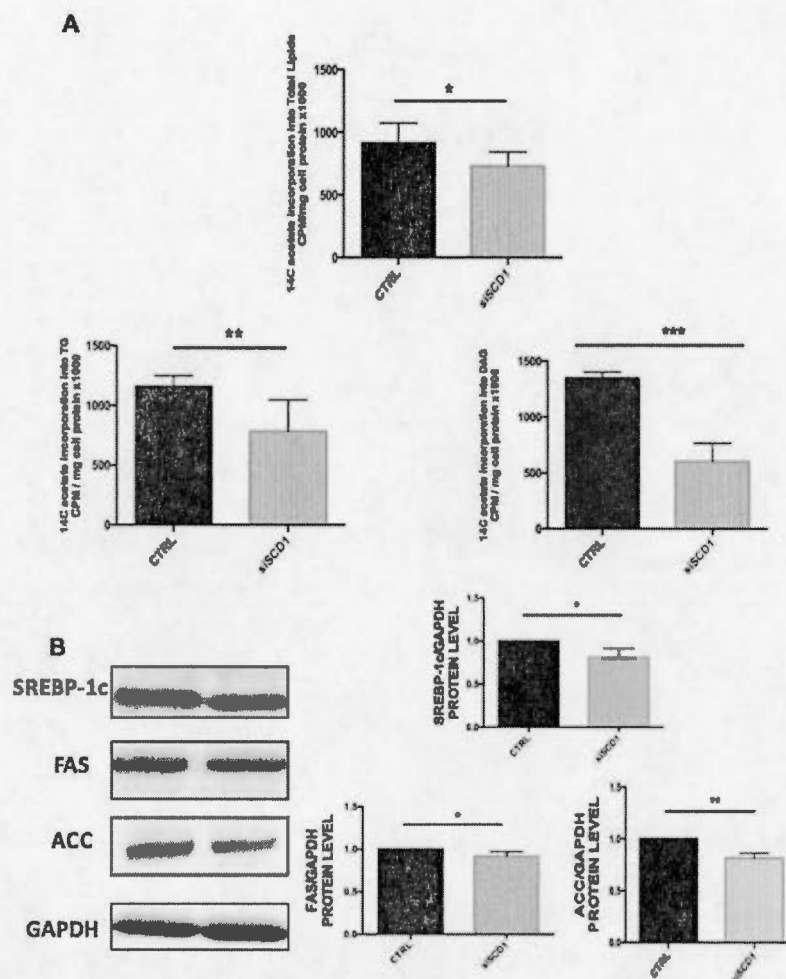 A
14C acetate incorporation into Total Lipids
CPM/mg cell protein x1000
1500
1000
500
0
*
CTRL
siSCD1
14C acetate incorporation into TG
CPM / mg cell protein x1000
1500
1000
500
0
**
CTRL
siSCD1
14C acetate incorporation into DAG
CPM / mg cell protein x1000
1500
1000
500
0
***
CTRL
siSCD1
B
SREBP-1c
FAS
ACC
GAPDH
SREBP-1c/GAPDH
PROTEIN LEVEL
1.5
1.0
0.5
0.0
*
CTRL
siSCD1
FAS/GAPDH
PROTEIN LEVEL
1.5
1.0
0.5
0.0
*
CTRL
siSCD1
ACC/GAPDH
PROTEIN LEVEL
1.5
1.0
0.5
0.0
**
CTRL
siSCD1